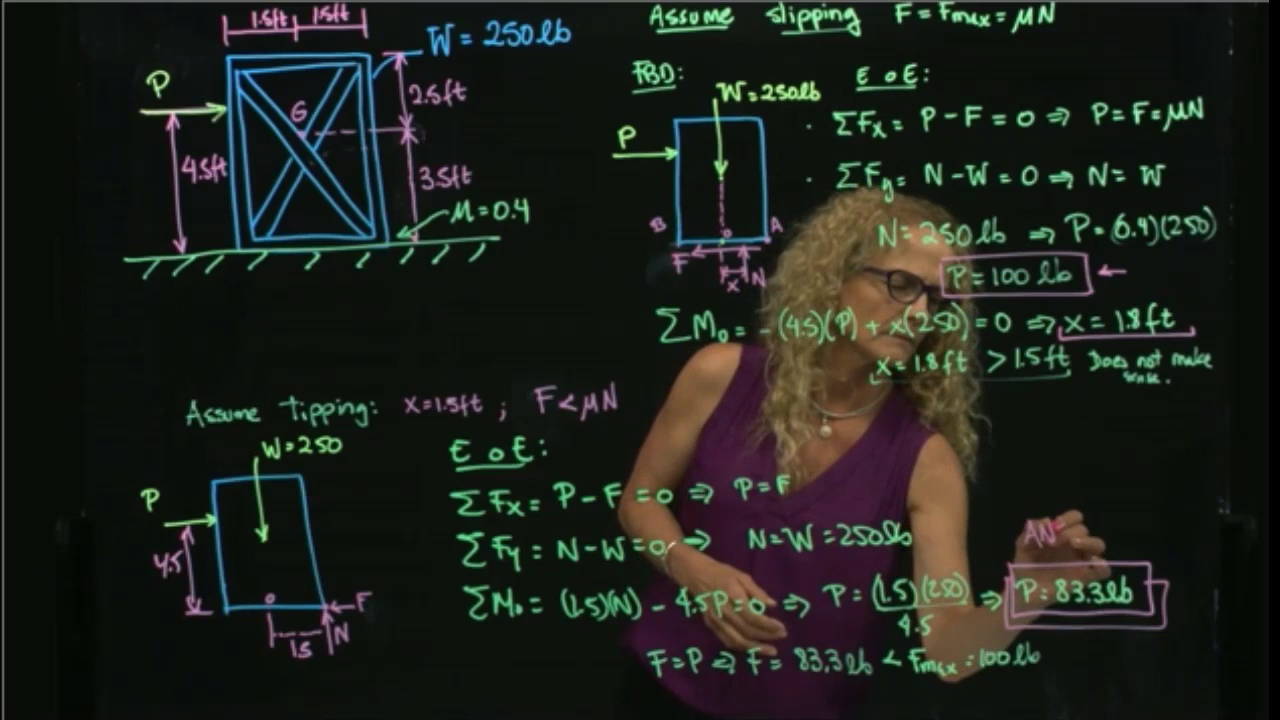 1.5ft 1.5ft
W = 250 lb
P
G
2.5ft
4.5ft
3.5ft
M = 0.4
Assume slipping F = Fmax = μN
FBD:
W = 250lb
P
B
A
F
x
N
E o E:
· ΣFx = P - F = 0 ⇒ P = F = μN
· ΣFy = N - W = 0 ⇒ N = W
N = 250 lb ⇒ P = (0.4)(250)
P = 100 lb ←
ΣMo = - (4.5)(P) + x(250) = 0 ⇒ x = 1.8 ft
x = 1.8 ft > 1.5 ft Does not make
sense.
Assume tipping: x = 1.5ft ; F < μN
W = 250
P
4.5
o
F
N
1.5
E o E:
ΣFx = P - F = 0 ⇒ P = F
ΣFy = N - W = 0 ⇒ N = W = 250 lb
ΣMo = (1.5)(N) - 4.5P = 0 ⇒ P = (1.5)(250) / 4.5 ⇒ P = 83.3 lb
AN
F = P ⇒ F = 83.3 lb < Fmax = 100 lb